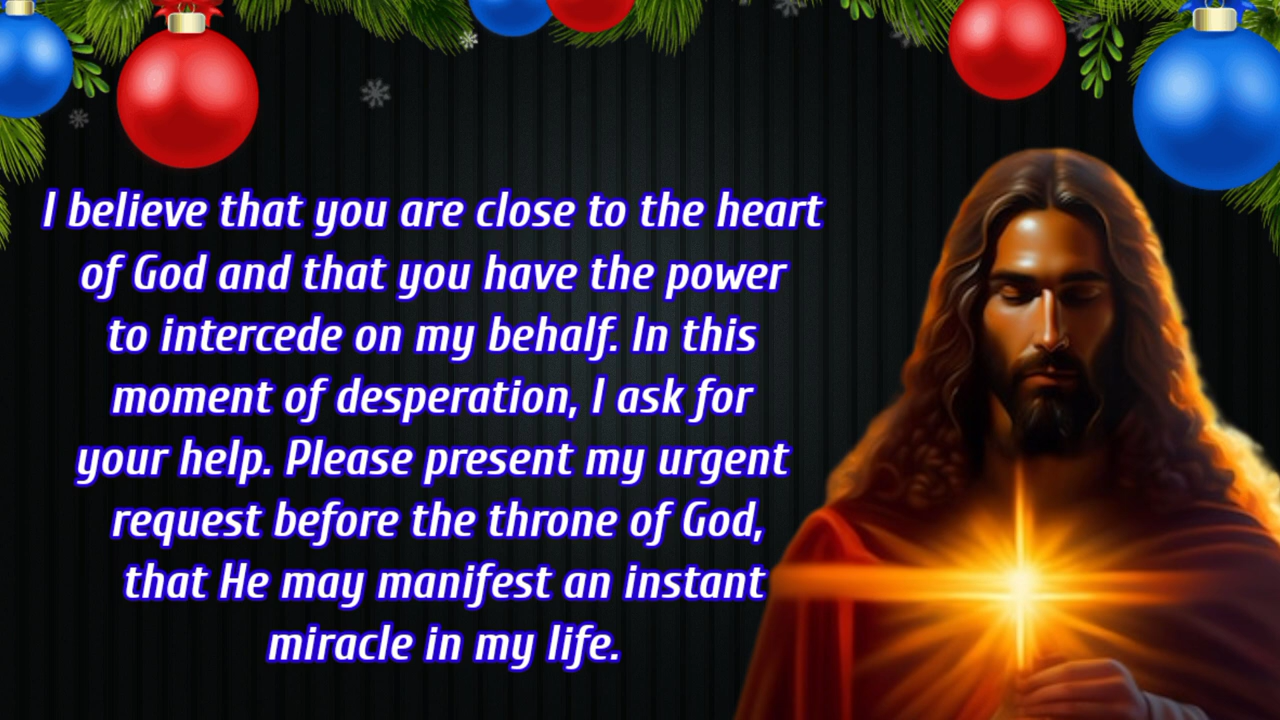 I believe that you are close to the heart
of God and that you have the power
to intercede on my behalf. In this
moment of desperation, I ask for
your help. Please present my urgent
request before the throne of God,
that He may manifest an instant
miracle in my life.